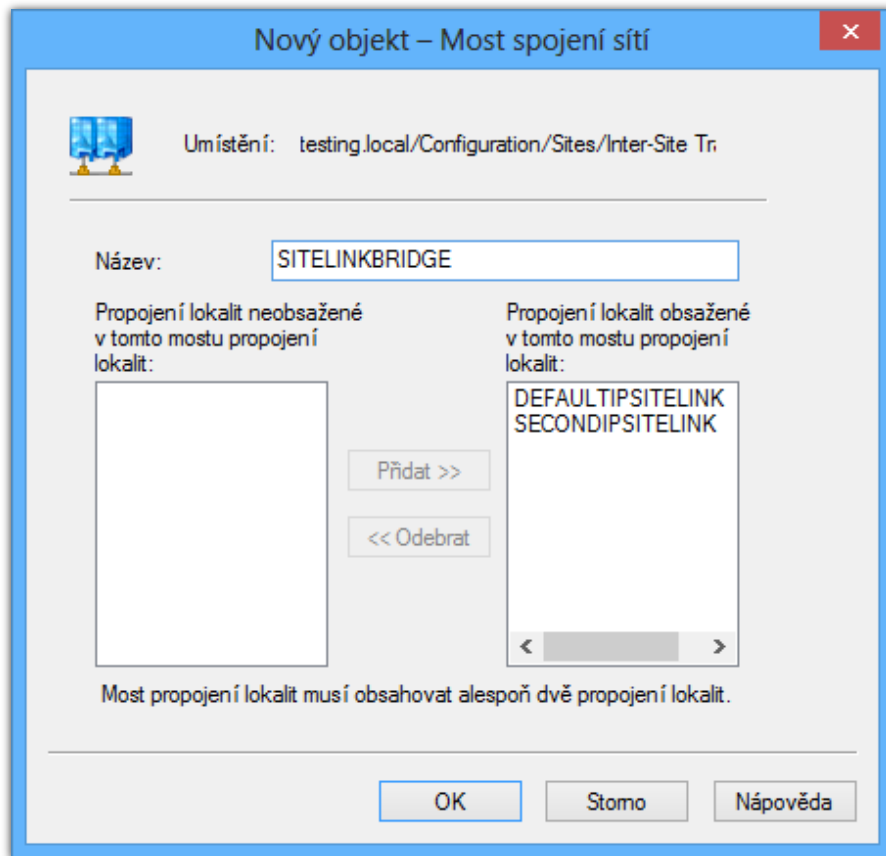 Nový objekt – Most spojení sítí
Umístění: testing.local/Configuration/Sites/Inter-Site Tra
Název: SITELINKBRIDGE
Propojení lokalit neobsažené
v tomto mostu propojení
lokalit:
Propojení lokalit obsažené
v tomto mostu propojení
lokalit:
DEFAULTIPSITELINK
SECONDIPSITELINK
Přidat >>
<< Odebrat
Most propojení lokalit musí obsahovat alespoň dvě propojení lokalit.
OK
Storno
Nápověda